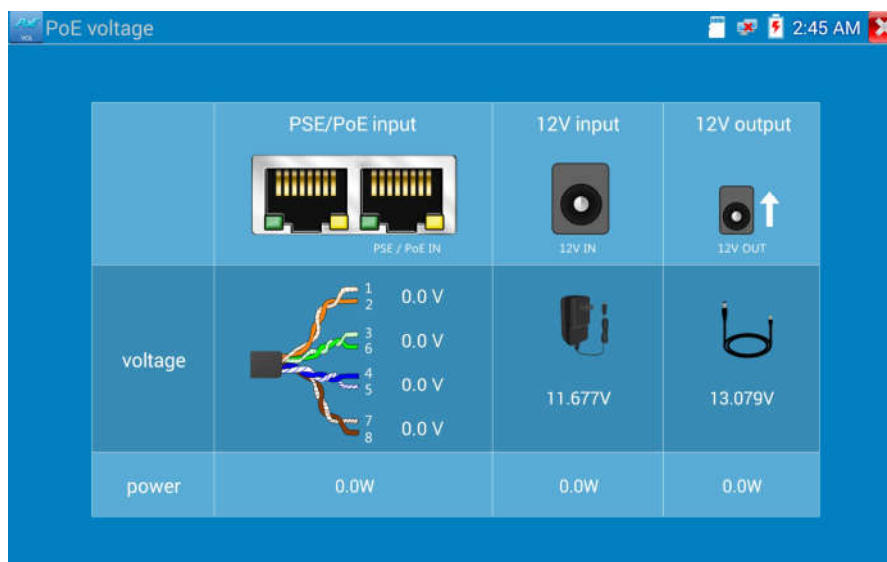 PoE voltage 2:45 AM
PSE/PoE input 12V input 12V output
PSE / PoE IN 12V IN 12V OUT
1
2 0.0 V
3
6 0.0 V
voltage
4
5 0.0 V
11.677V 13.079V
7
8 0.0 V
power 0.0W 0.0W 0.0W